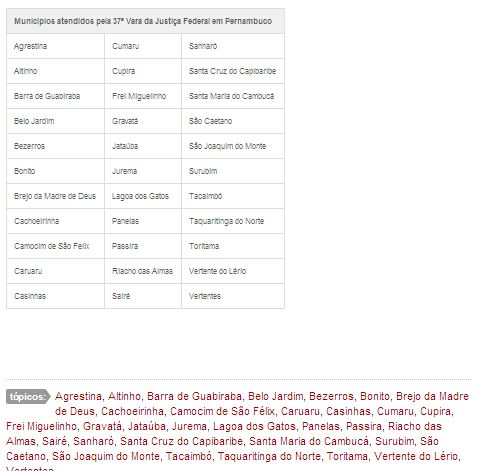 Municípios atendidos pela 37ª Vara da Justiça Federal em Pernambuco
Agrestina Cumaru Sanharó
Altinho Cupira Santa Cruz do Capibaribe
Barra de Guabiraba Frei Miguelinho Santa Maria do Cambucá
Belo Jardim Gravatá São Caetano
Bezerros Jataúba São Joaquim do Monte
Bonito Jurema Surubim
Brejo da Madre de Deus Lagoa dos Gatos Tacaimbó
Cachoeirinha Panelas Taquaritinga do Norte
Camocim de São Felix Passira Toritama
Caruaru Riacho das Almas Vertente do Lério
Casinhas Sairé Vertentes
tópicos: Agrestina, Altinho, Barra de Guabiraba, Belo Jardim, Bezerros, Bonito, Brejo da Madre
de Deus, Cachoeirinha, Camocim de São Félix, Caruaru, Casinhas, Cumaru, Cupira,
Frei Miguelinho, Gravatá, Jataúba, Jurema, Lagoa dos Gatos, Panelas, Passira, Riacho das
Almas, Sairé, Sanharó, Santa Cruz do Capibaribe, Santa Maria do Cambucá, Surubim, São
Caetano, São Joaquim do Monte, Tacaimbó, Taquaritinga do Norte, Toritama, Vertente do Lério,
Vertentes